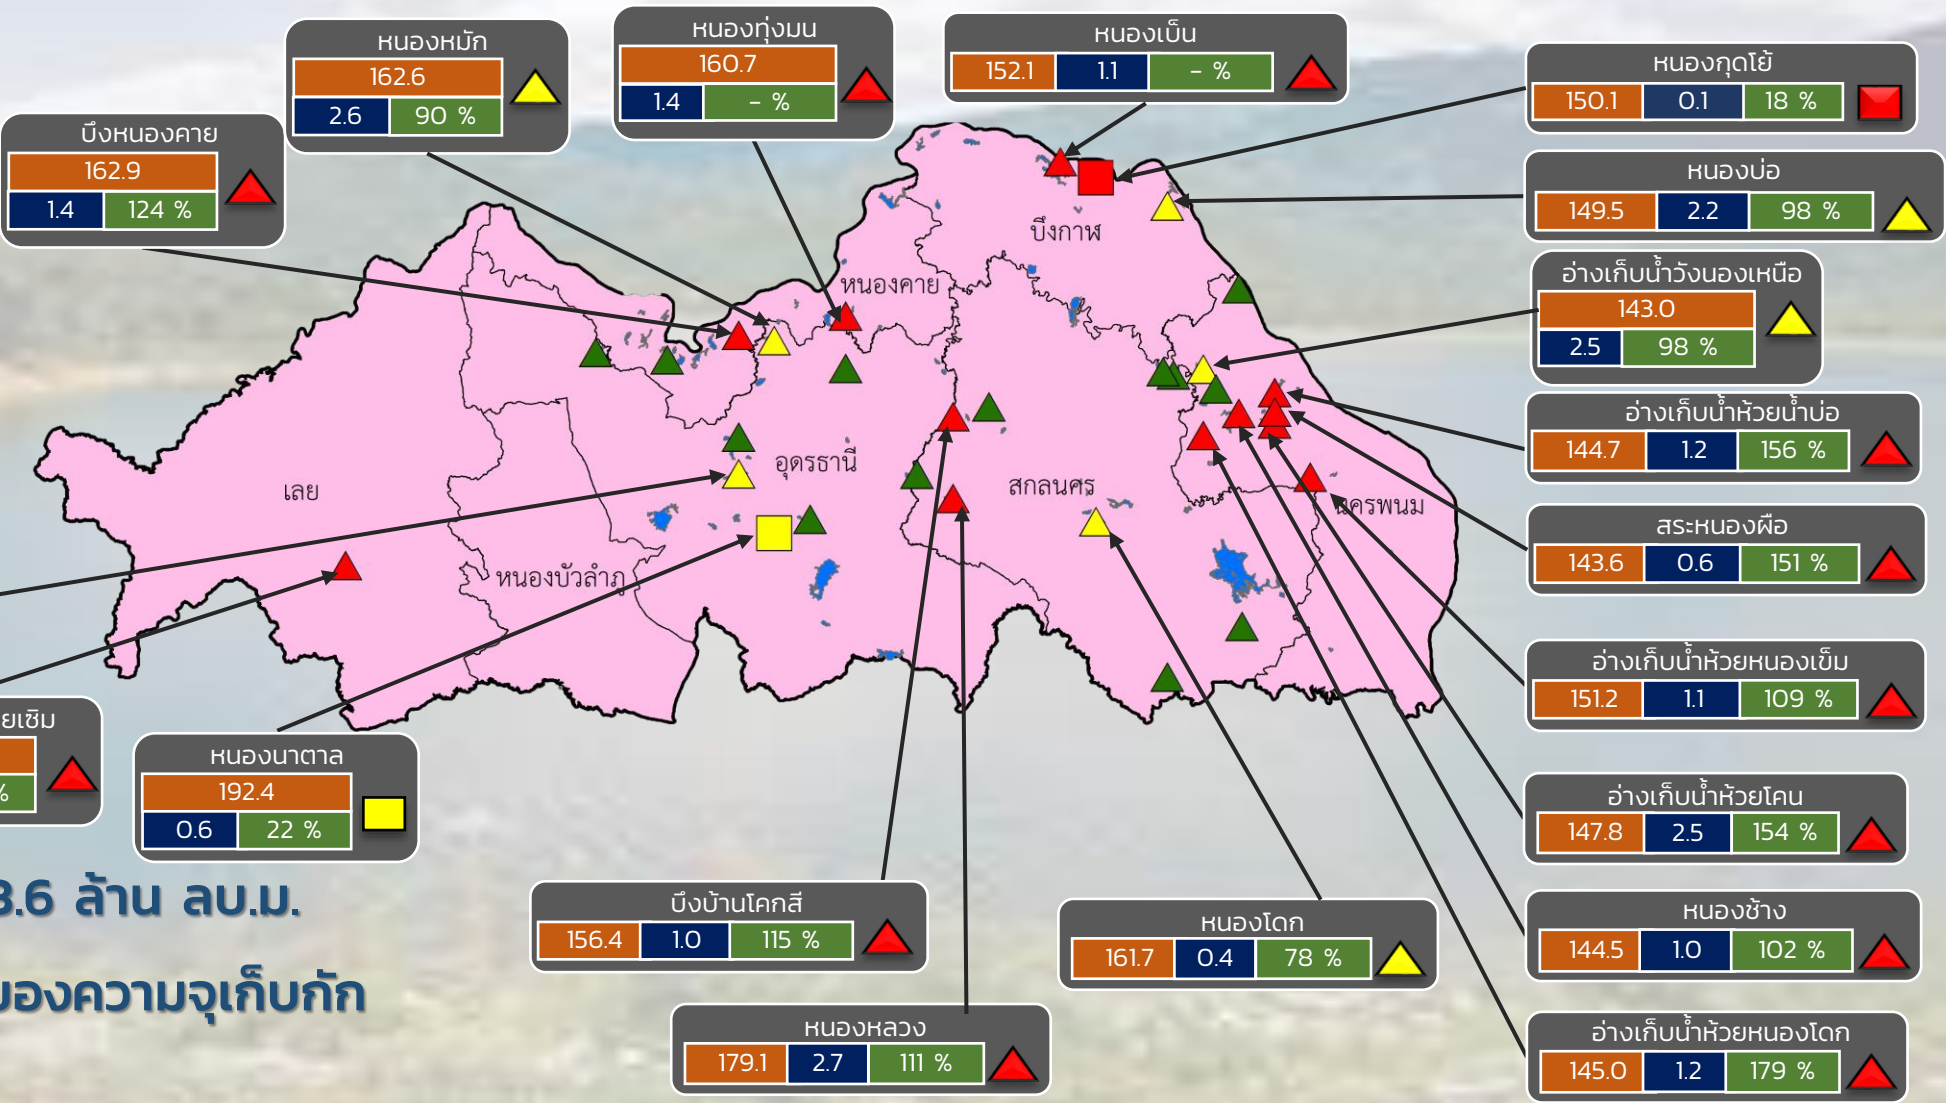 หนองหมัก
162.6
2.6 90 %
หนองทุ่งมน
160.7
1.4 - %
หนองเบ็น
152.1 1.1 - %
หนองกุดโย้
150.1 0.1 18 %
บึงหนองคาย
162.9
1.4 124 %
หนองบ่อ
149.5 2.2 98 %
อ่างเก็บน้ำวังนองเหนือ
143.0
2.5 98 %
อ่างเก็บน้ำห้วยน้ำบ่อ
144.7 1.2 156 %
สระหนองผือ
143.6 0.6 151 %
อ่างเก็บน้ำห้วยหนองเข็ม
151.2 1.1 109 %
อ่างเก็บน้ำห้วยโคน
147.8 2.5 154 %
หนองช้าง
144.5 1.0 102 %
อ่างเก็บน้ำห้วยหนองโดก
145.0 1.2 179 %
บึงกาฬ
หนองคาย
อุดรธานี
สกลนคร
นครพนม
เลย
หนองบัวลำภู
ยเซิม
%
หนองนาตาล
192.4
0.6 22 %
3.6 ล้าน ลบ.ม.
ของความจุเก็บกัก
บึงบ้านโคกสี
156.4 1.0 115 %
หนองโดก
161.7 0.4 78 %
หนองหลวง
179.1 2.7 111 %